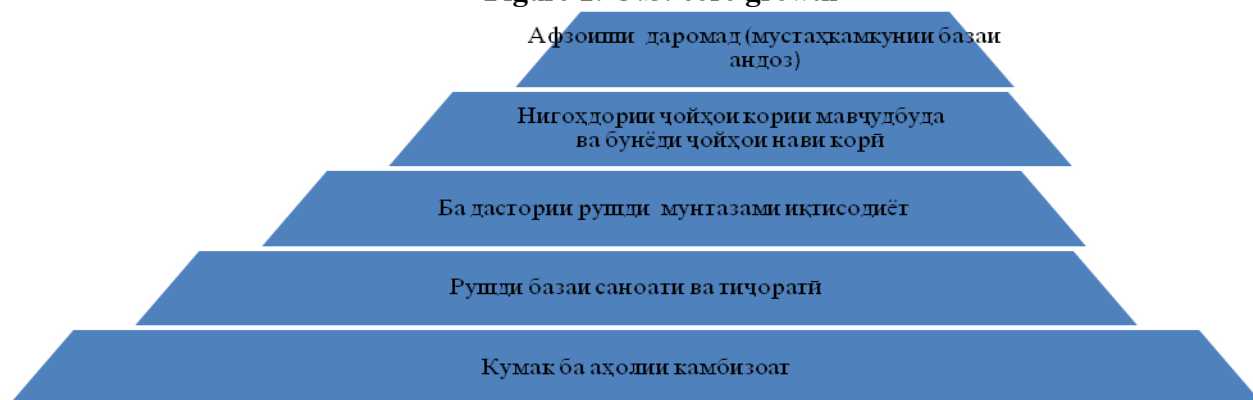 Афзоиши даромад (мустаҳкамкунии базаи
андоз)
Нигоҳдории ҷойҳои кории мавҷудбуда
ва бунёди ҷойҳои нави корӣ
Ба дастории рушди мунтазами иқтисодиёт
Рушди базаи саноати ва тиҷоратӣ
Кумак ба аҳолии камбизоат